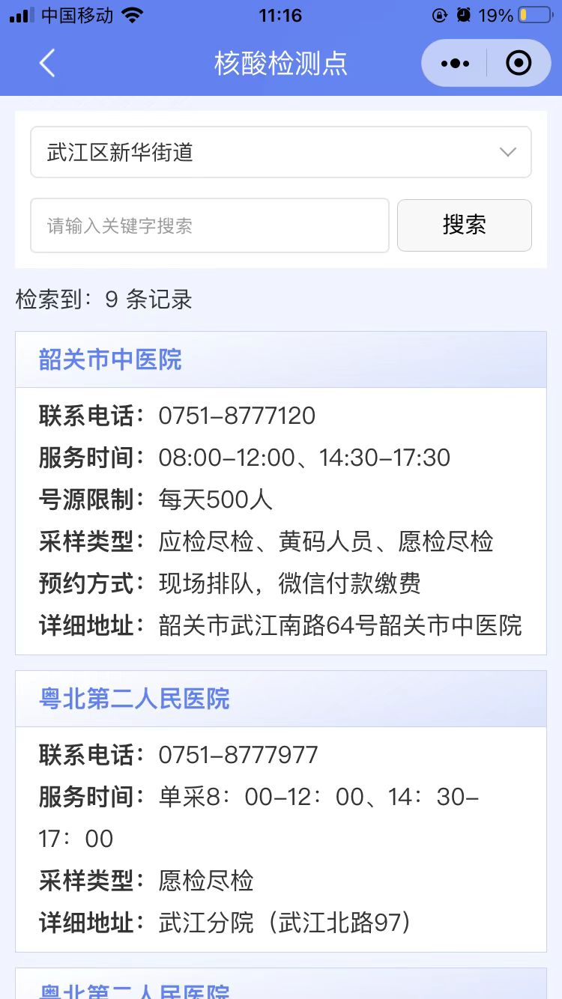 中国移动
11:16
19%
核酸检测点
武江区新华街道
请输入关键字搜索
搜索
检索到：9 条记录
韶关市中医院
联系电话：0751-8777120
服务时间：08:00-12:00、14:30-17:30
号源限制：每天500人
采样类型：应检尽检、黄码人员、愿检尽检
预约方式：现场排队，微信付款缴费
详细地址：韶关市武江南路64号韶关市中医院
粤北第二人民医院
联系电话：0751-8777977
服务时间：单采8：00-12：00、14：30-
17：00
采样类型：愿检尽检
详细地址：武江分院（武江北路97）
粤北第二人民医院